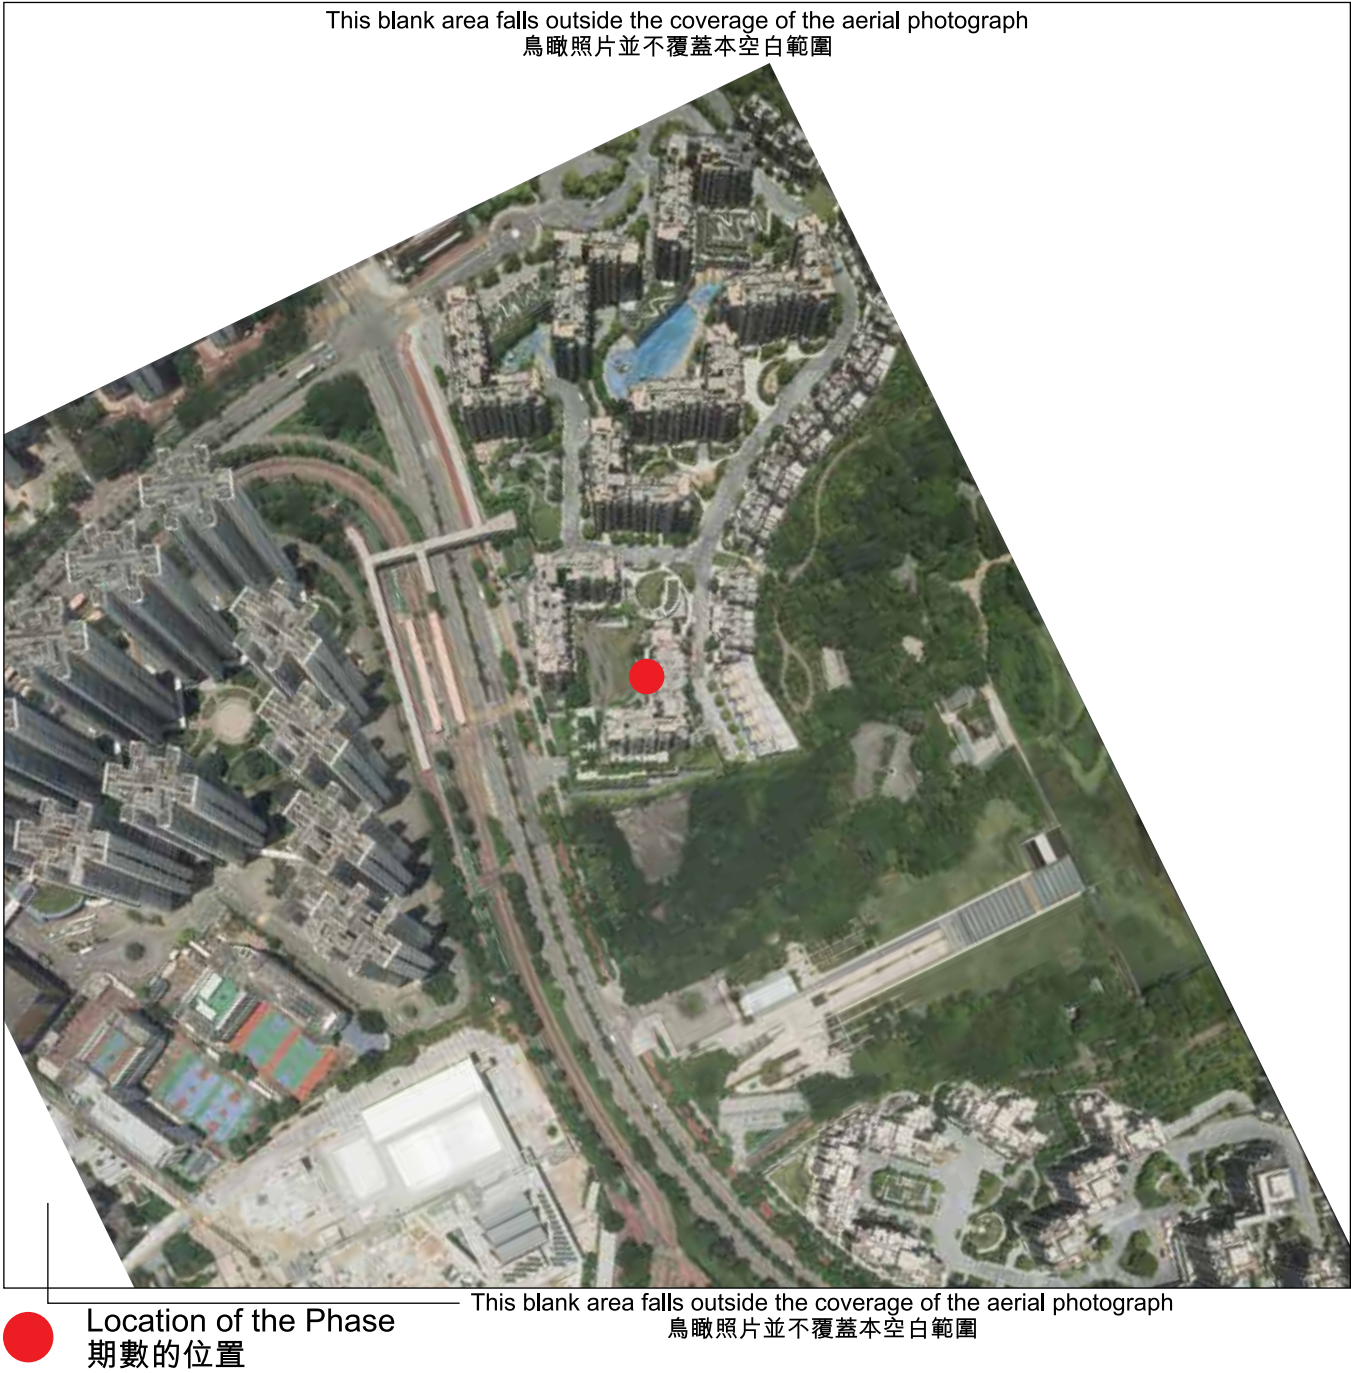 This blank area falls outside the coverage of the aerial photograph
鳥瞰照片並不覆蓋本空白範圍
This blank area falls outside the coverage of the aerial photograph
鳥瞰照片並不覆蓋本空白範圍
Location of the Phase
期數的位置